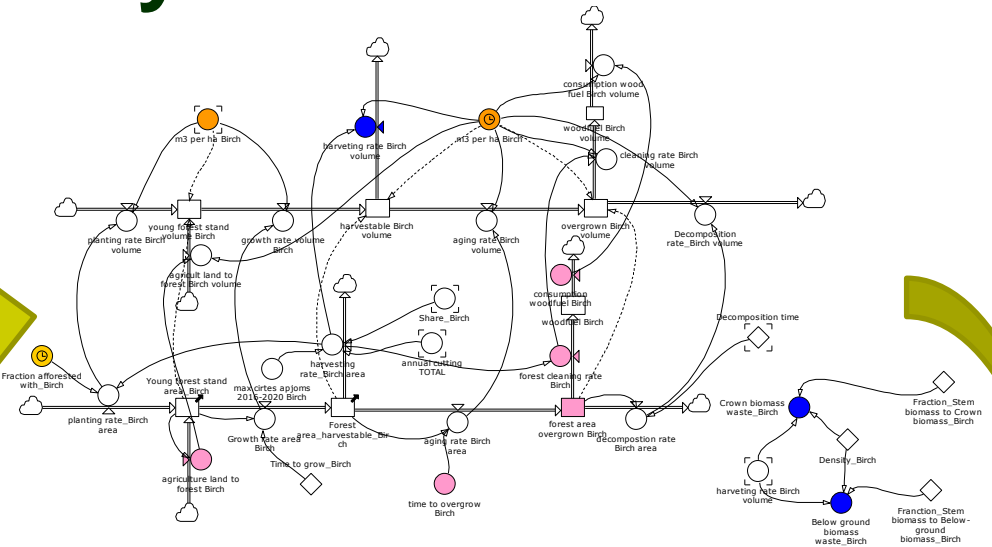 consumption wood
fuel Birch volume
m3 per ha Birch
harveting rate Birch
volume
m3 per ha Birch
woodfuel Birch
volume
cleaning rate Birch
volume
planting rate Birch
volume
young forest stand
volume Birch
growth rate volume
Birch
harvestable Birch
volume
aging rate Birch
volume
overgrown Birch
volume
Decomposition
rate_Birch volume
agricult land to
forest Birch volume
consumption
woodfuel Birch
woodfuel Birch
Share_Birch
Decomposition time
Fraction afforested
with_Birch
harvesting
rate_Birch area
annual cutting
TOTAL
forest cleaning rate
Birch
max cirtes apjoms
2016-2020 Birch
Young forest stand
area_Birch
planting rate_Birch
area
Growth rate area
Birch
Forest
area_harvestable_Bir
ch
aging rate Birch
area
forest area
overgrown Birch
decompostion rate
Birch area
Crown biomass
waste_Birch
Fraction_Stem
biomass to Crown
biomass_Birch
Density_Birch
agriculture land to
forest Birch
Time to grow_Birch
time to overgrow
Birch
harveting rate Birch
volume
Below ground
biomass
waste_Birch
Franction_Stem
biomass to Below-
ground
biomass_Birch